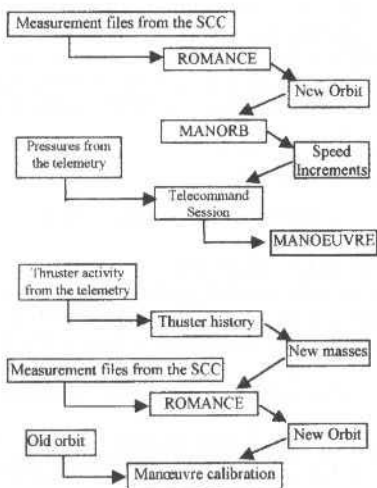 Measurement files from the SCC
ROMANCE
New Orbit
MANORB
Pressures from
the telemetry
Speed
Increments
Telecommand
Session
MANOEUVRE
Thruster activity
from the telemetry
Thuster history
New masses
Measurement files from the SCC
ROMANCE
New Orbit
Old orbit
Manœuvre calibration